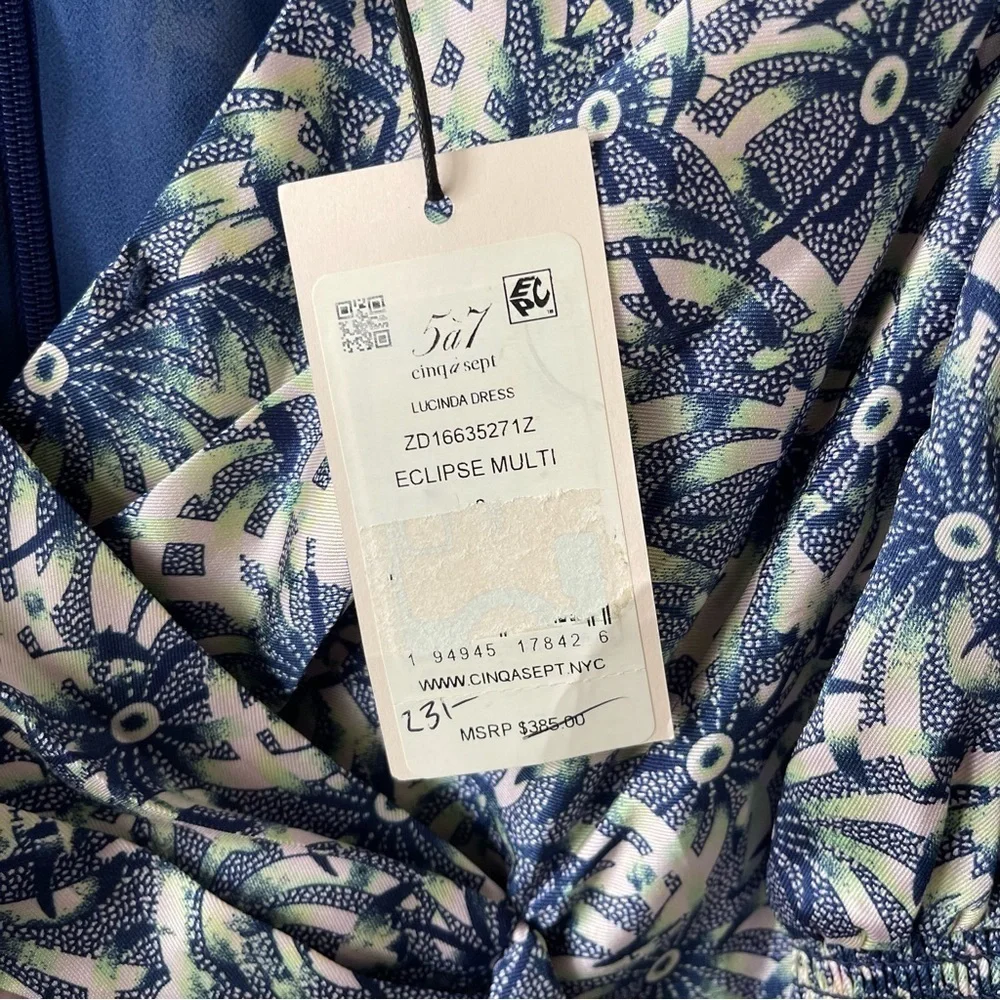 EPC
5à7
cinq à sept
LUCINDA DRESS
ZD16635271Z
ECLIPSE MULTI
1 94945 17842 6
WWW.CINQASEPT.NYC
231-
MSRP $385.00